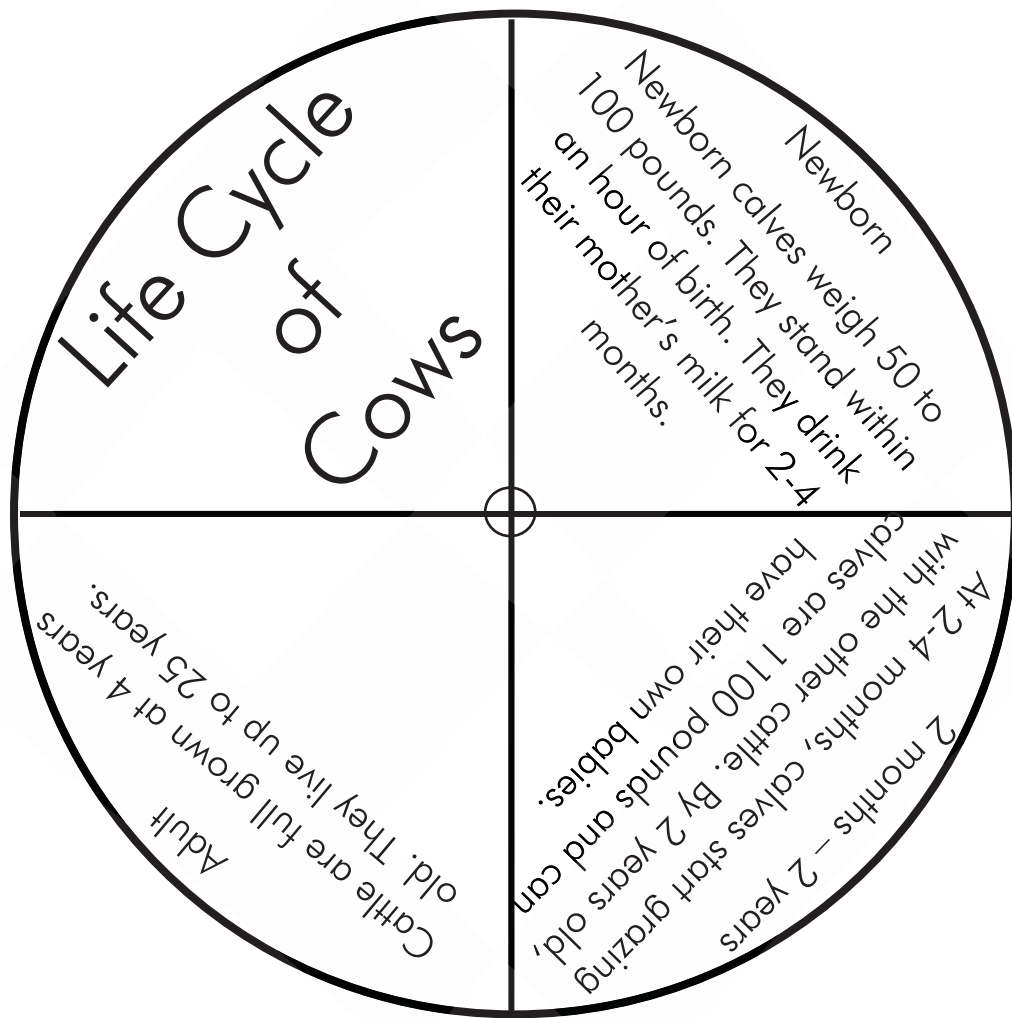 Life Cycle
of
Cows
Newborn
Newborn calves weigh 50 to
100 pounds. They stand within
an hour of birth. They drink
their mother's milk for 2-4
months.
2 months – 2 years
At 2-4 months, calves start grazing
with the other cattle. By 2 years old,
calves are 1100 pounds and can
have their own babies.
Adult
Cattle are full grown at 4 years
old. They live up to 25 years.